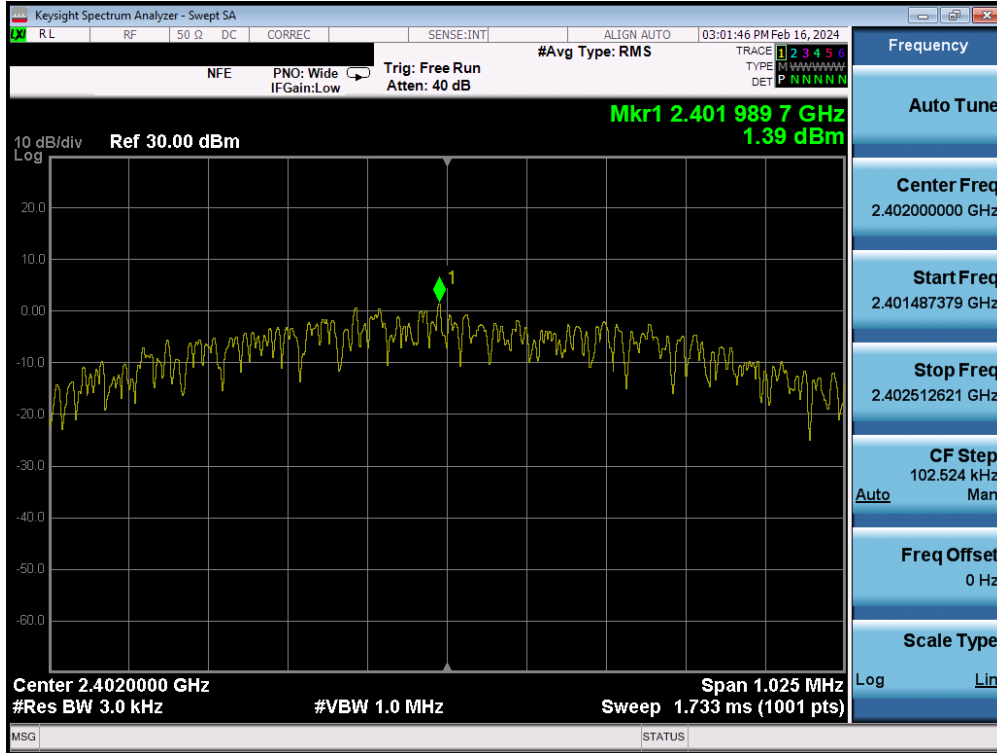 Keysight Spectrum Analyzer - Swept SA
LXI RL RF 50 Ω DC CORREC SENSE:INT ALIGN AUTO 03:01:46 PM Feb 16, 2024
#Avg Type: RMS TRACE 1 2 3 4 5 6
NFE PNO: Wide Trig: Free Run TYPE M WWWWW
IFGain:Low Atten: 40 dB DET P N N N N N
Mkr1 2.401 989 7 GHz
1.39 dBm
10 dB/div Ref 30.00 dBm
Log
20.0
10.0
1
0.00
-10.0
-20.0
-30.0
-40.0
-50.0
-60.0
Center 2.4020000 GHz Span 1.025 MHz
#Res BW 3.0 kHz #VBW 1.0 MHz Sweep 1.733 ms (1001 pts)
MSG STATUS
Frequency
Auto Tune
Center Freq
2.402000000 GHz
Start Freq
2.401487379 GHz
Stop Freq
2.402512621 GHz
CF Step
102.524 kHz
Auto Man
Freq Offset
0 Hz
Scale Type
Log Lin